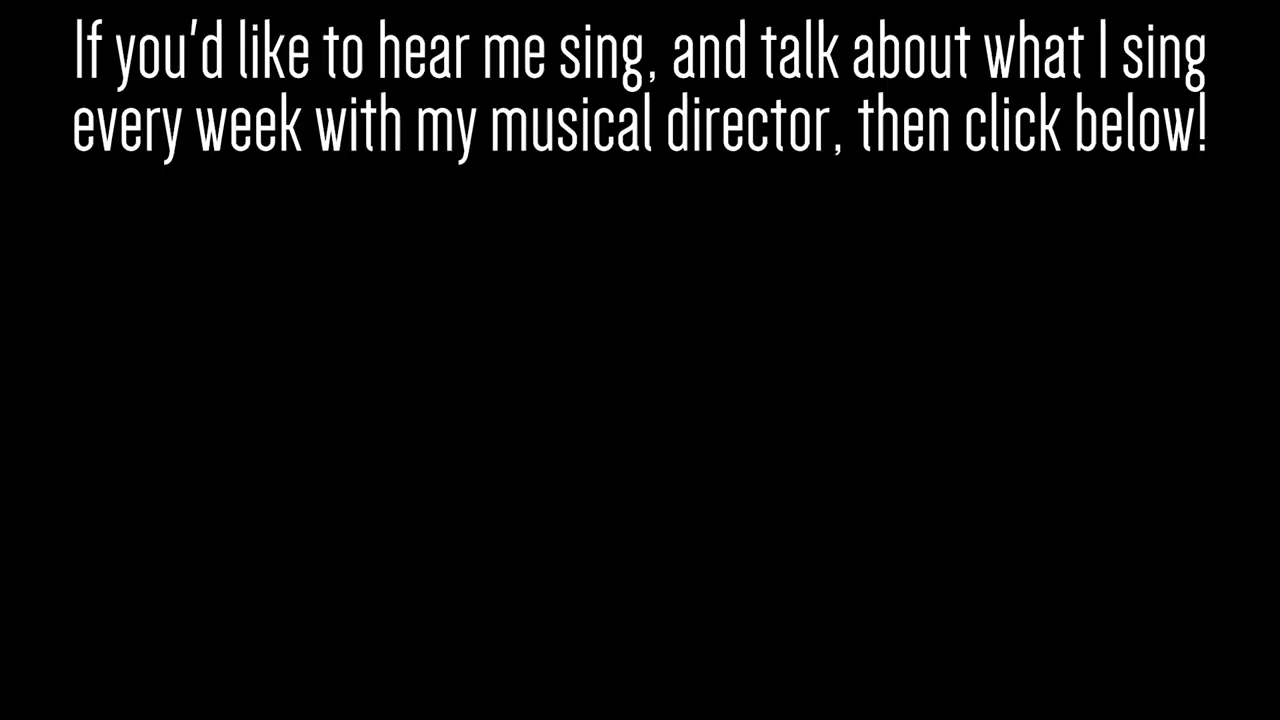 If you'd like to hear me sing, and talk about what I sing
every week with my musical director, then click below!